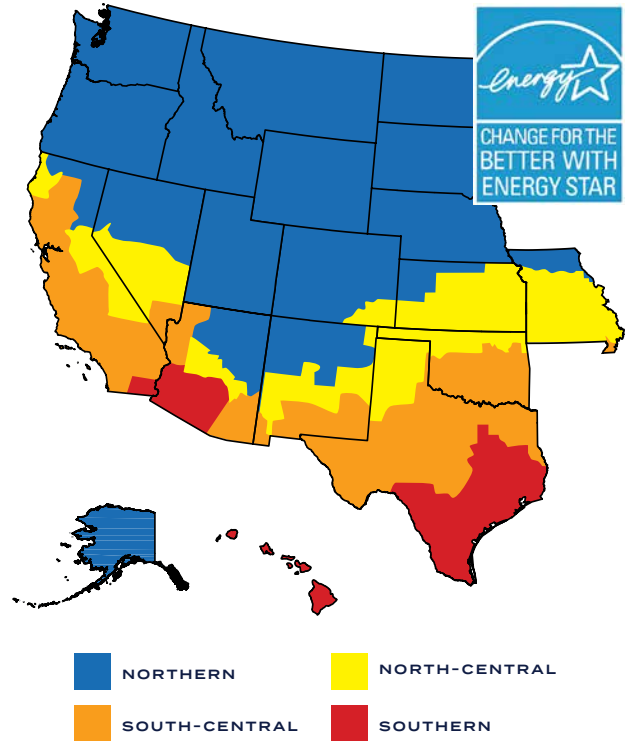 energy
CHANGE FOR THE
BETTER WITH
ENERGY STAR
NORTHERN
NORTH-CENTRAL
SOUTH-CENTRAL
SOUTHERN